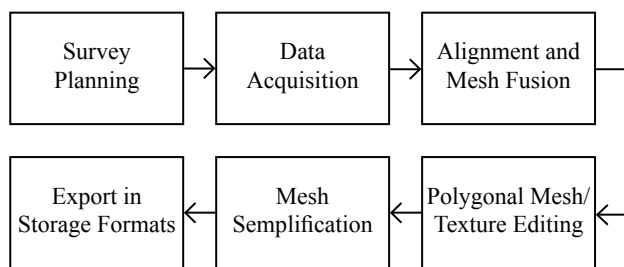 Survey
Planning
Data
Acquisition
Alignment and
Mesh Fusion
Polygonal Mesh/
Texture Editing
Mesh
Semplification
Export in
Storage Formats